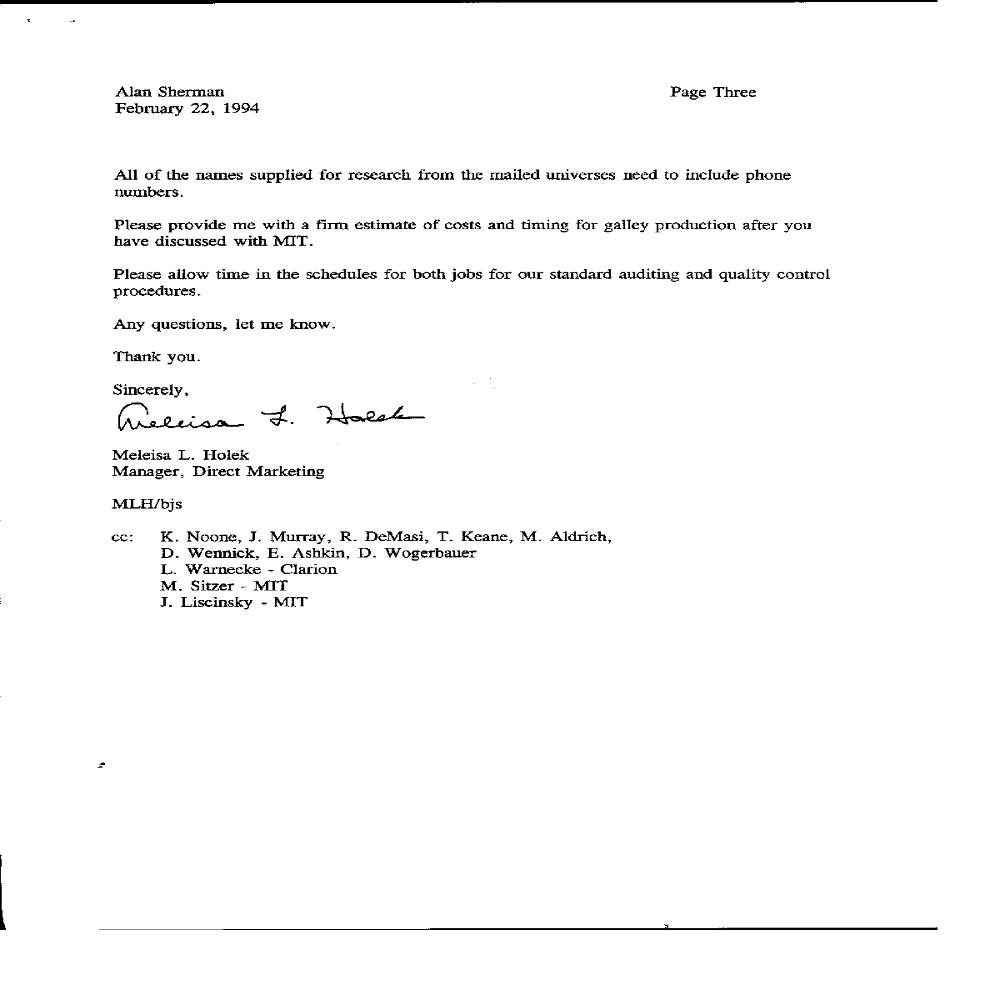 Alan Sherman Page Three
February 22, 1994
All of the names supplied for research from the mailed universes need to include phone
numbers.
Please provide me with a firm estimate of costs and timing for galley production after you
have discussed with MIT.
Please allow time in the schedules for both jobs for our standard auditing and quality control
procedures.
Any questions, let me know.
Thank you.
Sincerely,
Meleisa L. Holek
Meleisa L. Holek
Manager, Direct Marketing
MLH/bjs
cc: K. Noone, J. Murray, R. DeMasi, T. Keane, M. Aldrich,
D. Wennick, E. Ashkin, D. Wogerbauer
L. Warnecke - Clarion
M. Sitzer - MIT
J. Liscinsky - MIT